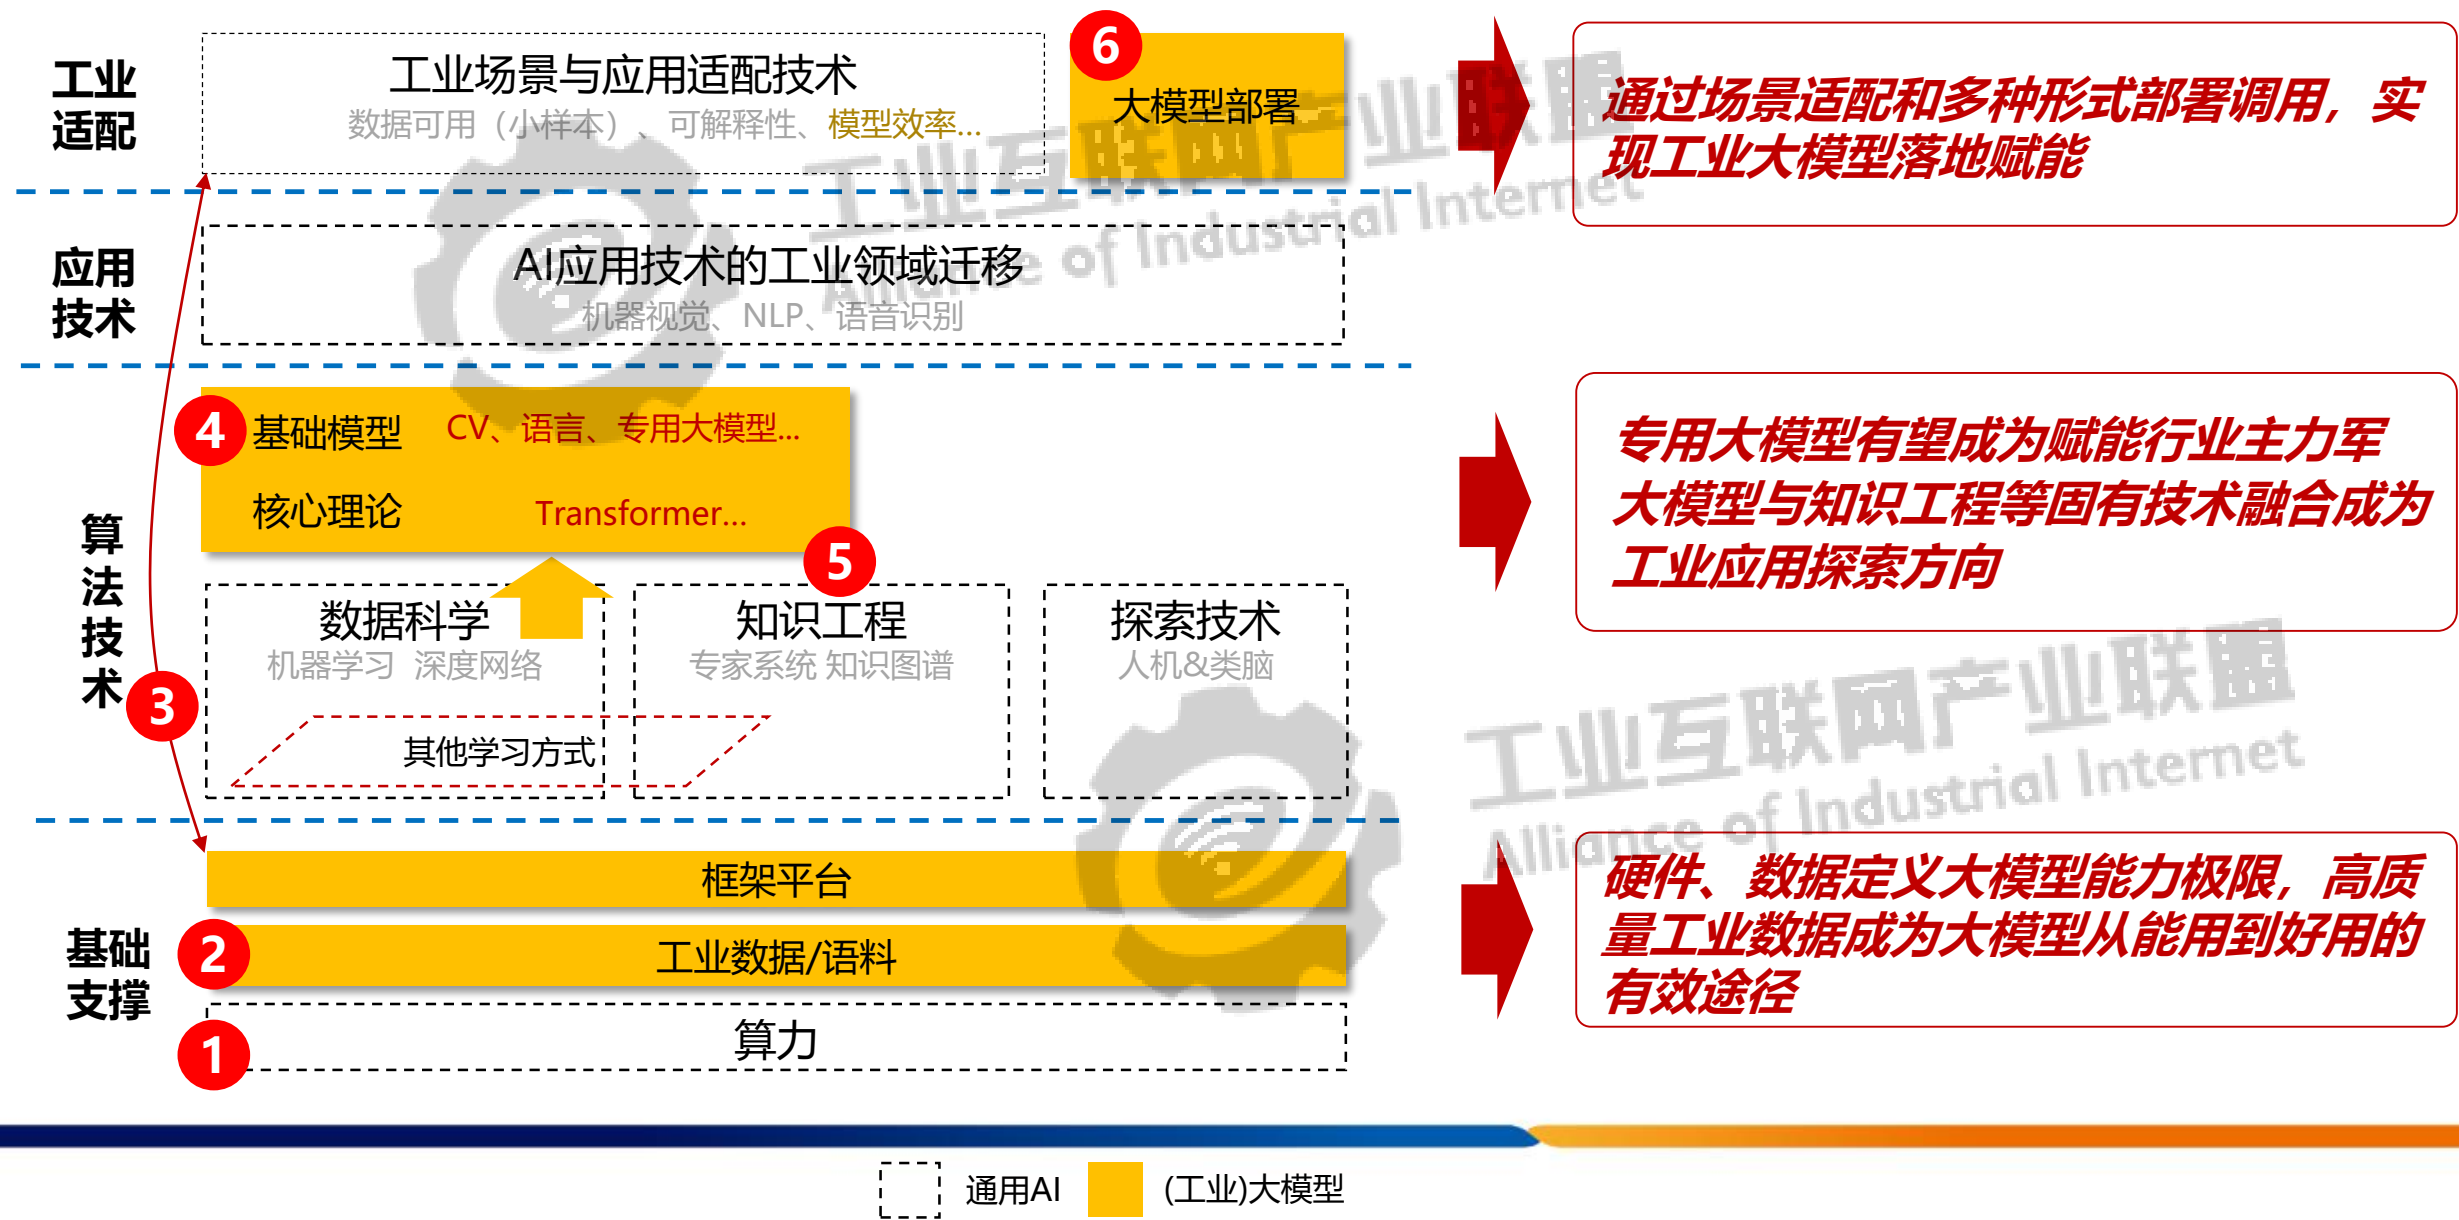 工业
适配
工业场景与应用适配技术
数据可用（小样本）、可解释性、模型效率...
6
大模型部署
通过场景适配和多种形式部署调用，实
现工业大模型落地赋能
应用
技术
AI应用技术的工业领域迁移
机器视觉、NLP、语音识别
算
法
技
术
4
基础模型 CV、语言、专用大模型...
核心理论 Transformer...
5
专用大模型有望成为赋能行业主力军
大模型与知识工程等固有技术融合成为
工业应用探索方向
数据科学
机器学习 深度网络
知识工程
专家系统 知识图谱
探索技术
人机&类脑
3
其他学习方式
基础
支撑
框架平台
2
工业数据/语料
1
算力
硬件、数据定义大模型能力极限，高质
量工业数据成为大模型从能用到好用的
有效途径
通用AI
(工业)大模型
工业互联网产业联盟
Alliance of Industrial Internet
工业互联网产业联盟
Alliance of Industrial Internet